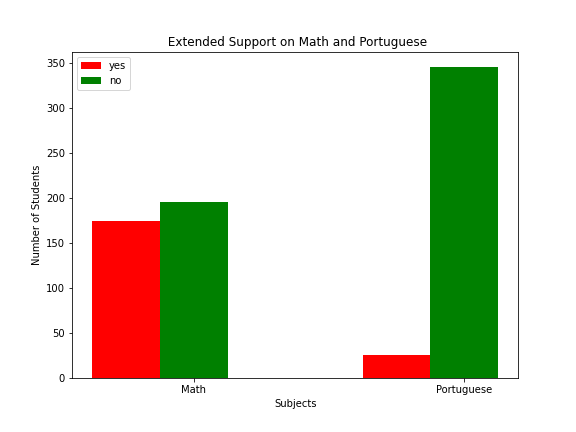 Extended Support on Math and Portuguese
yes
no
350
300
250
200
150
100
50
0
Number of Students
Math
Portuguese
Subjects